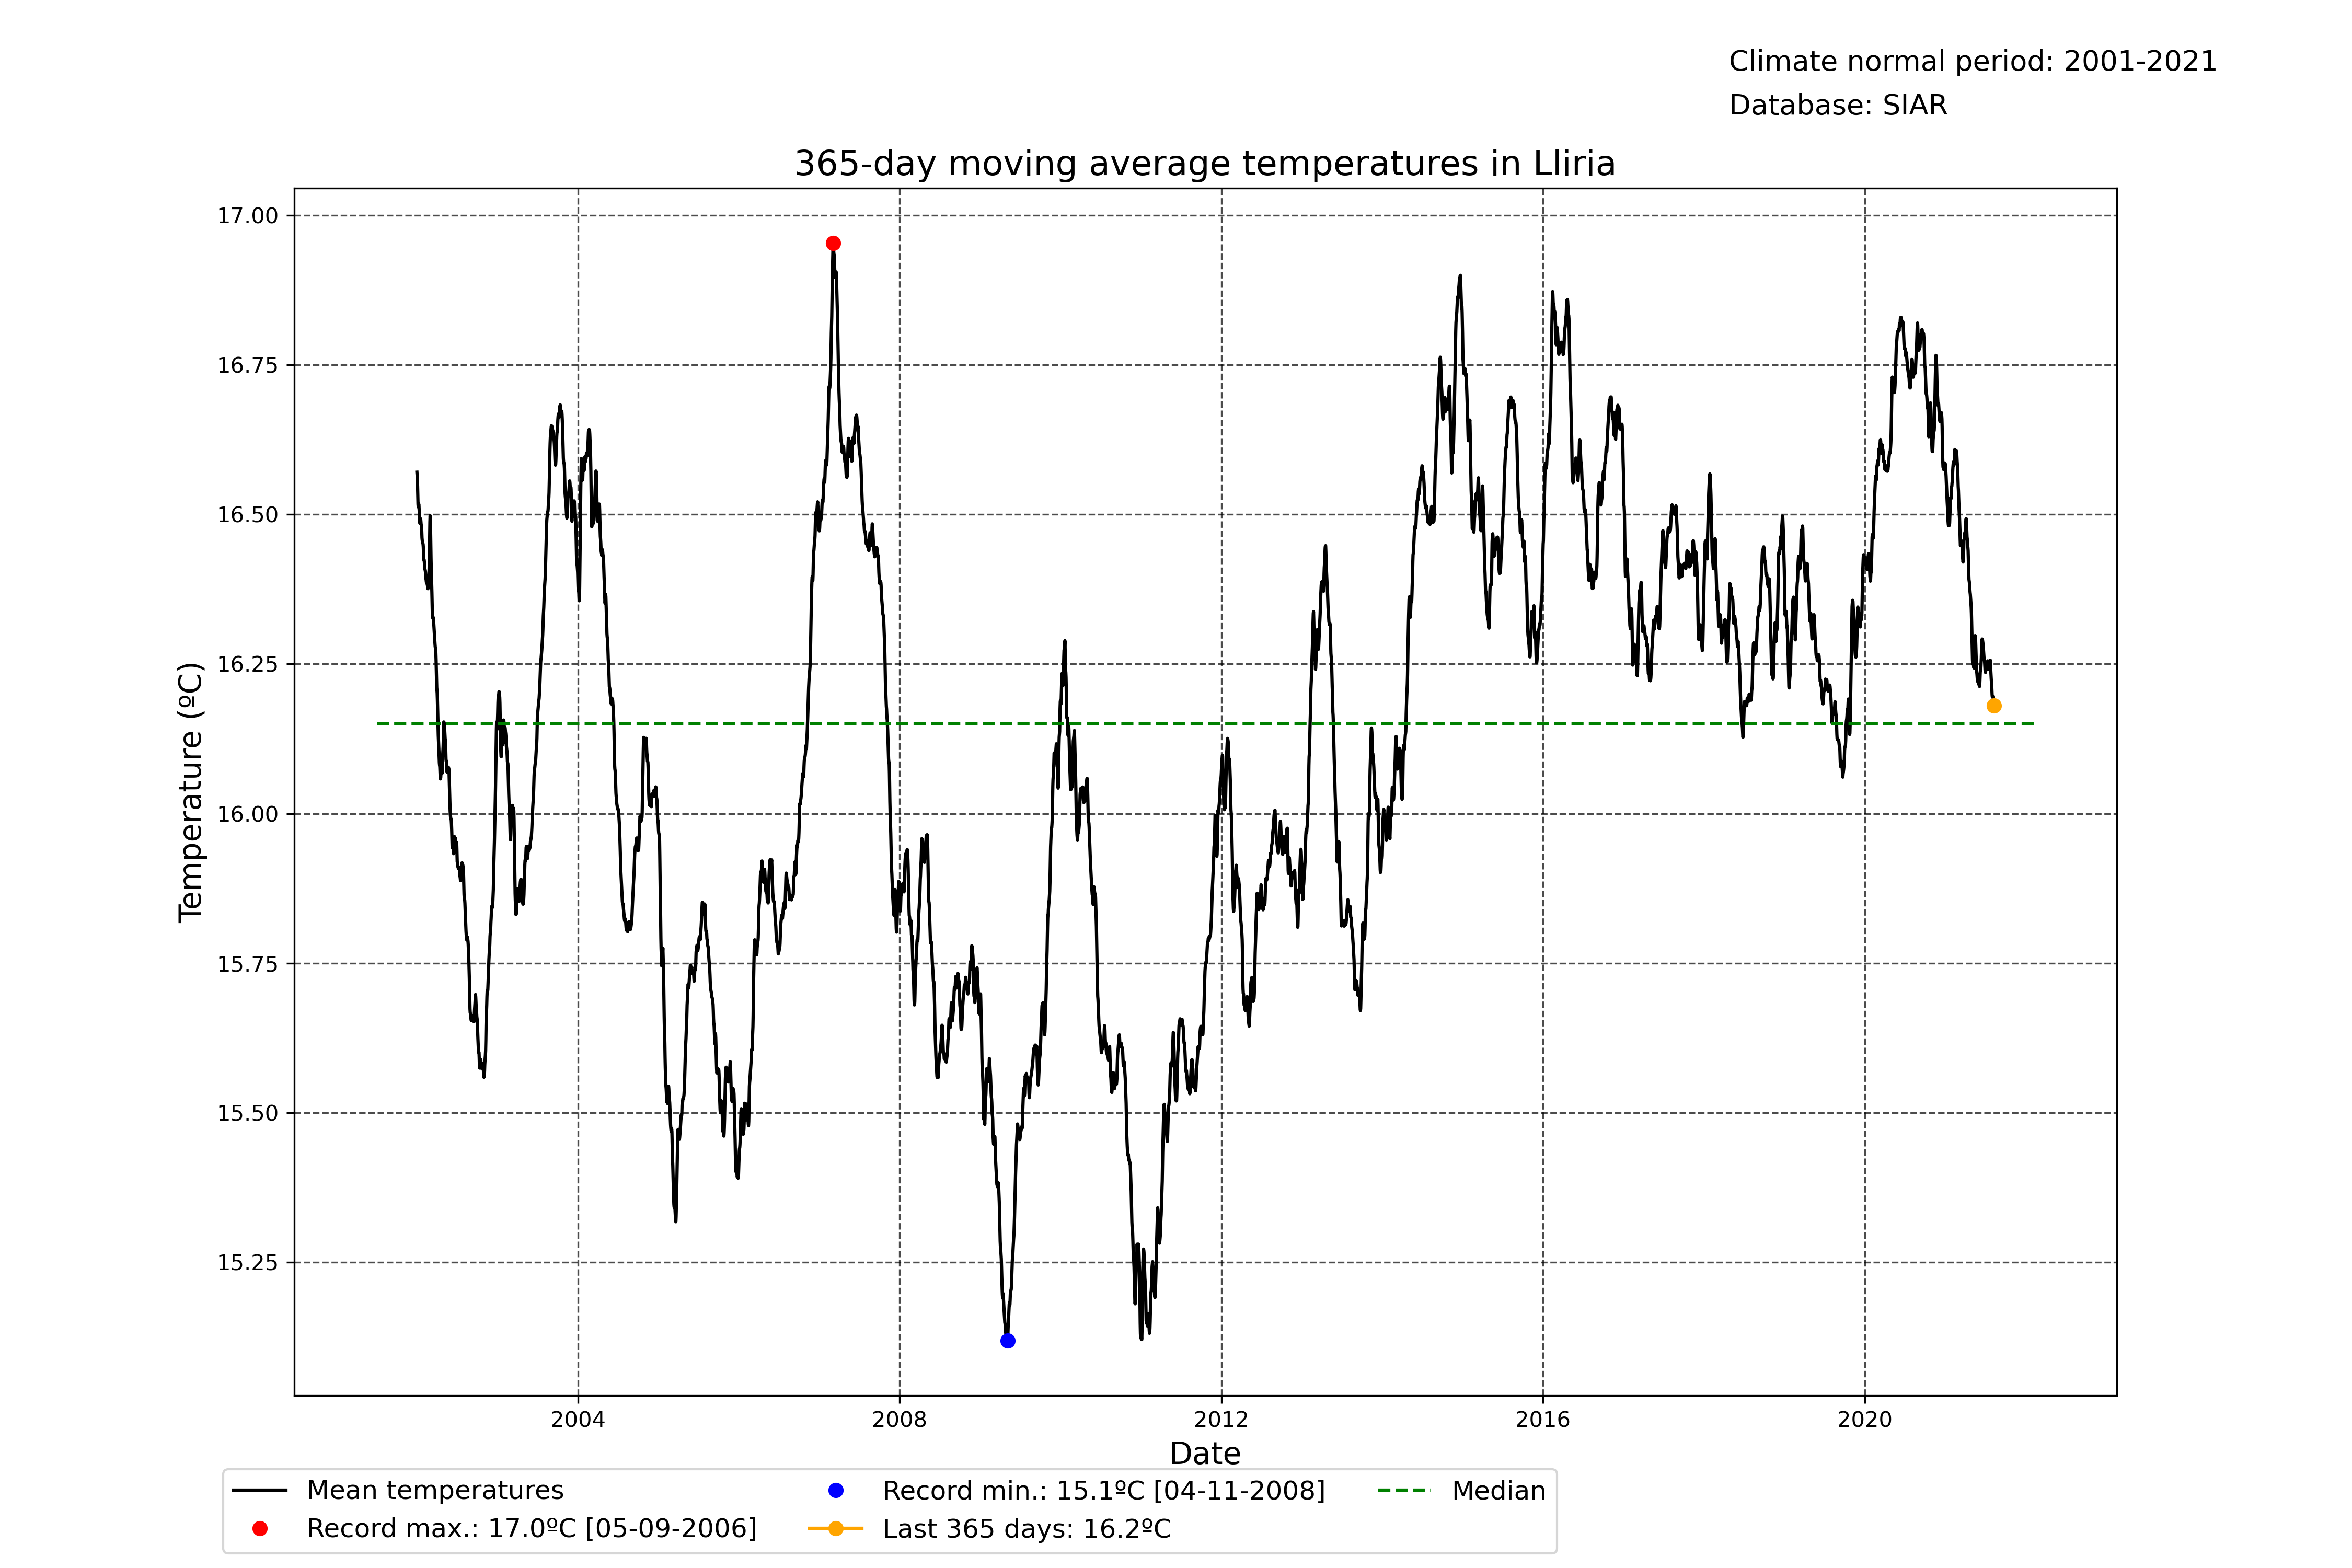 Climate normal period: 2001-2021
Database: SIAR
365-day moving average temperatures in Lliria
17.00
16.75
16.50
16.25
16.00
15.75
15.50
15.25
Temperature (ºC)
2004 2008 2012 2016 2020
Date
Mean temperatures
Record max.: 17.0ºC [05-09-2006]
Record min.: 15.1ºC [04-11-2008]
Last 365 days: 16.2ºC
Median